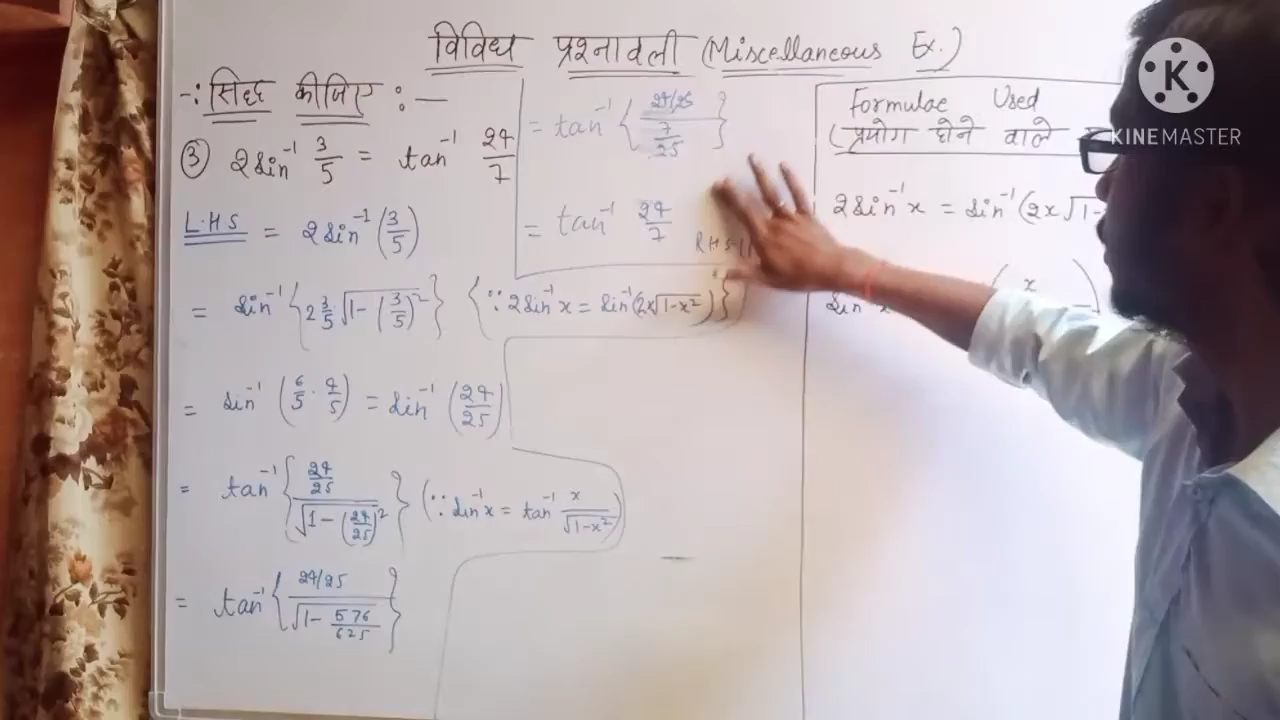 विविध प्रश्नावली (Miscellaneous Ex.)
-: सिद्ध कीजिए : —
③ 2sin⁻¹ 3/5 = tan⁻¹ 24/7
L.H.S = 2sin⁻¹ (3/5)
= sin⁻¹ {2 3/5 √1-(3/5)²} {∵ 2sin⁻¹x = sin⁻¹(2x√1-x²)}
= sin⁻¹ (6/5 · 4/5) = sin⁻¹ (24/25)
= tan⁻¹ {24/25 / √1-(24/25)²} (∵ sin⁻¹x = tan⁻¹ x/√1-x²)
= tan⁻¹ {24/25 / √1- 576/625}
= tan⁻¹ {24/25 / 7/25}
= tan⁻¹ 24/7
RHS
Formulae Used
(प्रयोग होने वाले
2sin⁻¹x = sin⁻¹(2x√1-
sin⁻¹x
(x
K
KINEMASTER